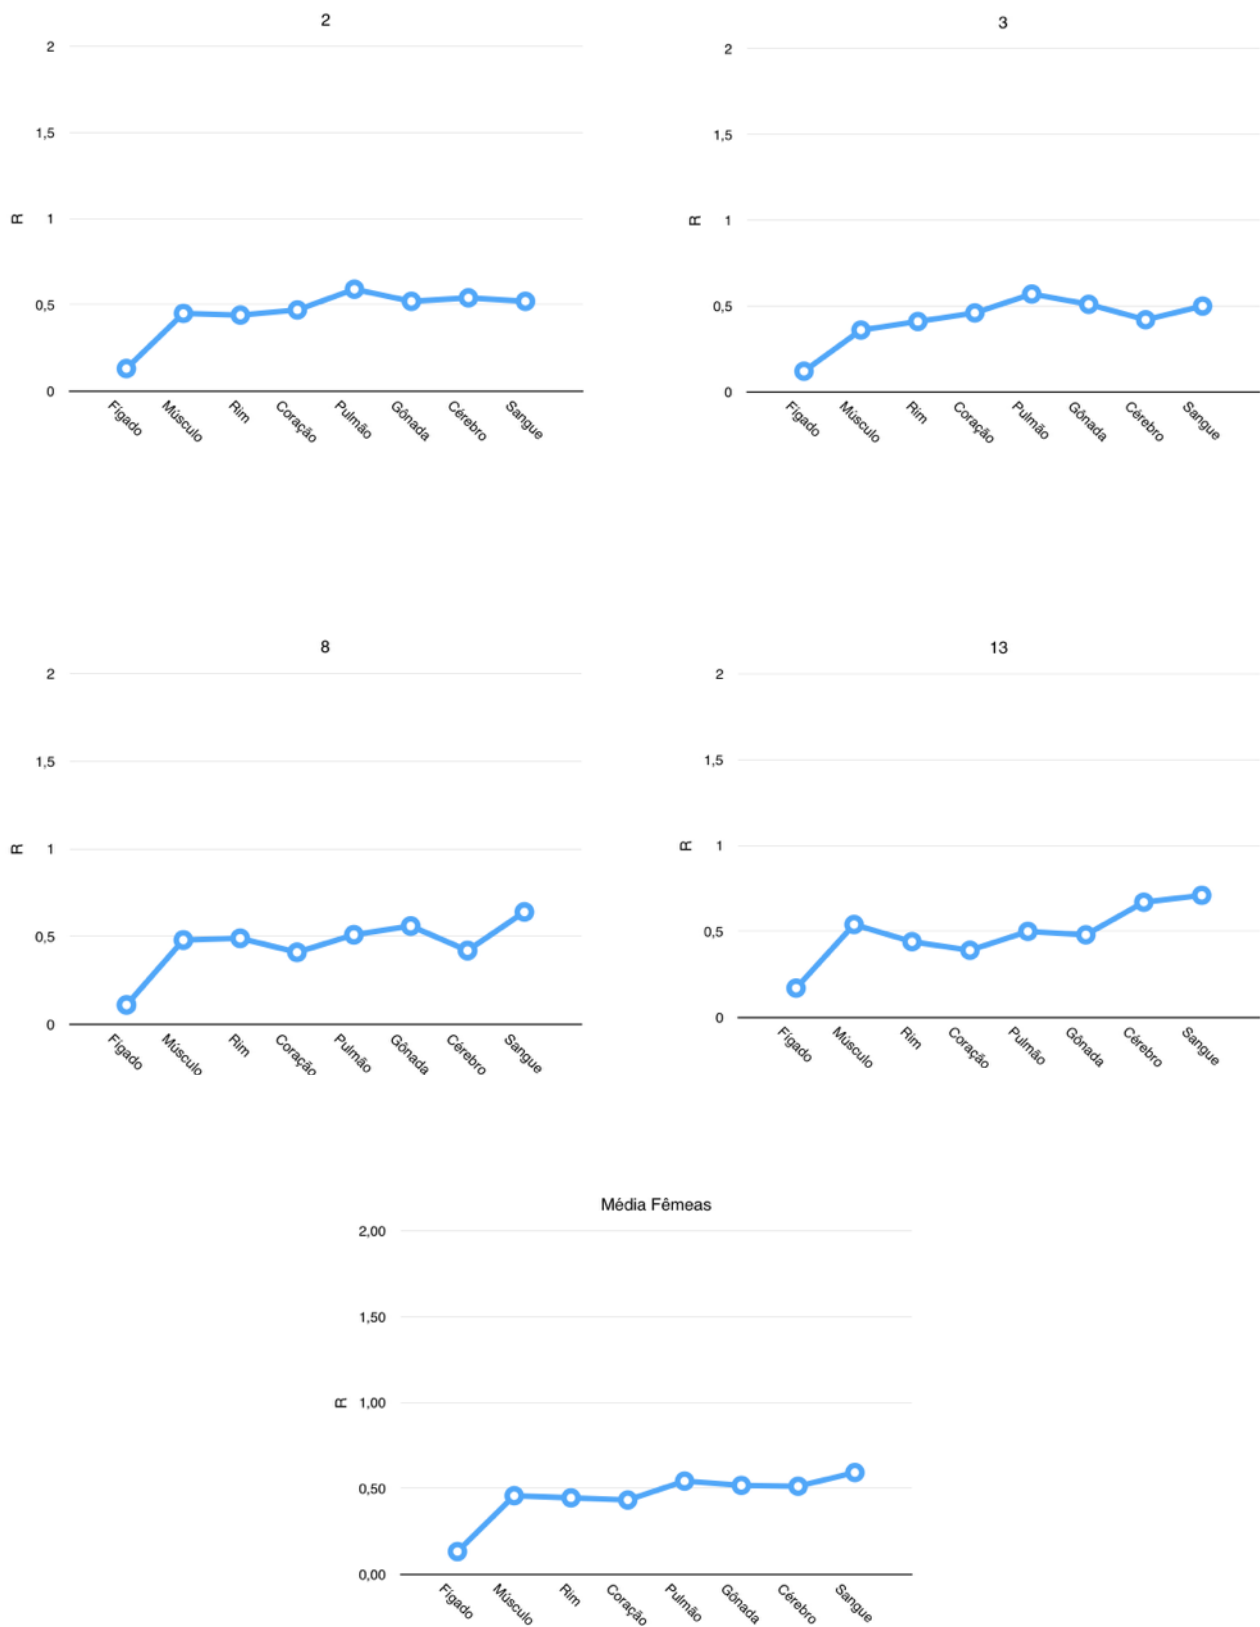 2
2
1,5
R
1
0,5
0
Fígado
Músculo
Rim
Coração
Pulmão
Gônada
Cérebro
Sangue
3
2
1,5
R
1
0,5
0
Fígado
Músculo
Rim
Coração
Pulmão
Gônada
Cérebro
Sangue
8
2
1,5
R
1
0,5
0
Fígado
Músculo
Rim
Coração
Pulmão
Gônada
Cérebro
Sangue
13
2
1,5
R
1
0,5
0
Fígado
Músculo
Rim
Coração
Pulmão
Gônada
Cérebro
Sangue
Média Fêmeas
2,00
1,50
R
1,00
0,50
0,00
Fígado
Músculo
Rim
Coração
Pulmão
Gônada
Cérebro
Sangue